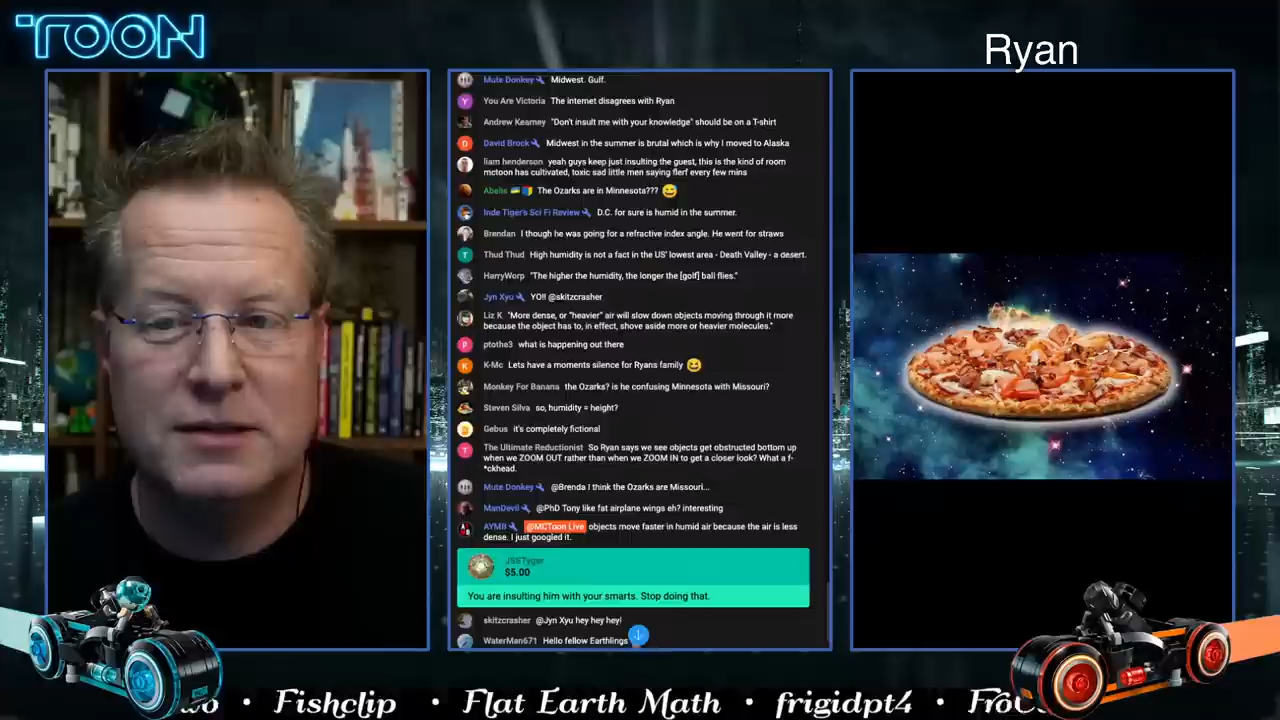 TOON
Ryan
Mute Donkey Midwest. Gulf.
You Are Victoria The internet disagrees with Ryan
Andrew Kearney "Don't insult me with your knowledge" should be on a T-shirt
David Brock Midwest in the summer is brutal which is why I moved to Alaska
liam henderson yeah guys keep just insulting the guest, this is the kind of room
mctoon has cultivated, toxic sad little men saying flerf every few mins
Abelis The Ozarks are in Minnesota???
Inde Tiger's Sci Fi Review D.C. for sure is humid in the summer.
Brendan I though he was going for a refractive index angle. He went for straws
Thud Thud High humidity is not a fact in the US' lowest area - Death Valley - a desert.
HarryWorp "The higher the humidity, the longer the [golf] ball flies."
Jyn Xyu YO!! @skitzcrasher
Liz K "More dense, or "heavier" air will slow down objects moving through it more
because the object has to, in effect, shove aside more or heavier molecules."
ptothe3 what is happening out there
K-Mc Lets have a moments silence for Ryans family
Monkey For Banana the Ozarks? is he confusing Minnesota with Missouri?
Steven Silva so, humidity = height?
Gebus it's completely fictional
The Ultimate Reductionist So Ryan says we see objects get obstructed bottom up
when we ZOOM OUT rather than when we ZOOM IN to get a closer look? What a f-
*ckhead.
Mute Donkey @Brenda I think the Ozarks are Missouri...
ManDevil @PhD Tony like fat airplane wings eh? interesting
AYMB @MCToon Live objects move faster in humid air because the air is less
dense. I just googled it.
JSBTyger
$5.00
You are insulting him with your smarts. Stop doing that.
skitzcrasher @Jyn Xyu hey hey hey!
WaterMan671 Hello fellow Earthlings
• Fishclip • Flat Earth Math • frigidpt4 •